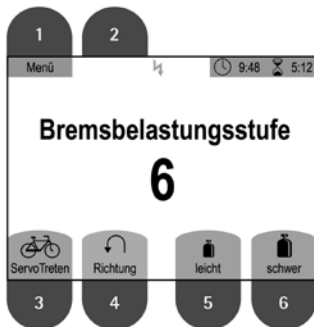 1 2
Menü 9:48 5:12
Bremsbelastungsstufe
6
ServoTreten Richtung leicht schwer
3 4 5 6